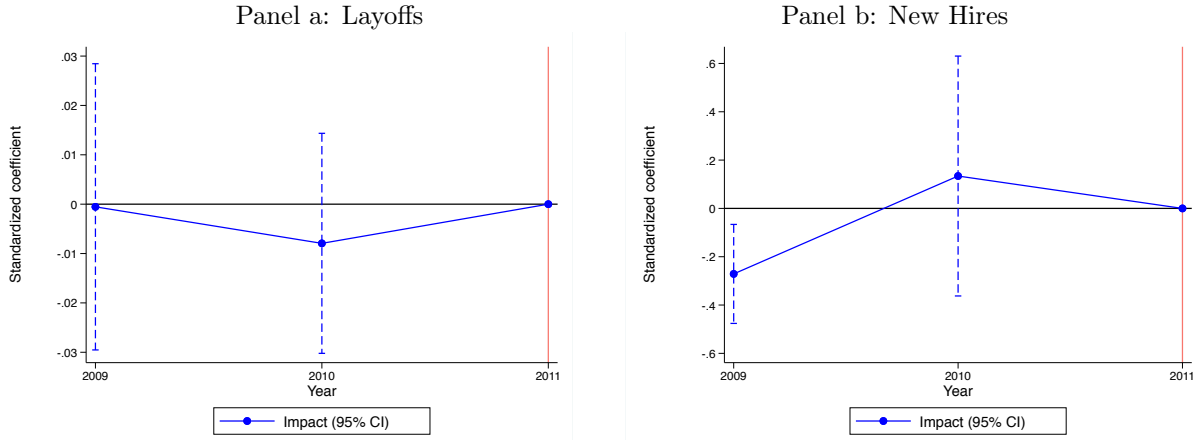 Panel a: Layoffs
.03
.02
.01
0
-.01
-.02
-.03
Standardized coefficient
2009
2010
2011
Year
Impact (95% CI)
Panel b: New Hires
.6
.4
.2
0
-.2
-.4
-.6
Standardized coefficient
2009
2010
2011
Year
Impact (95% CI)